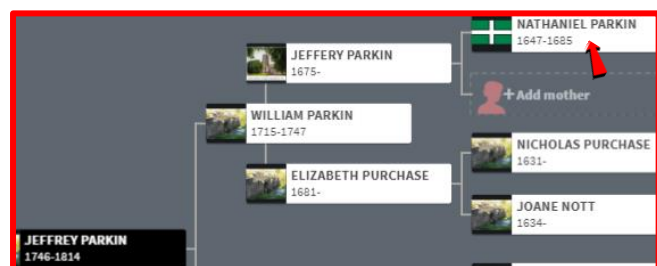 NATHANIEL PARKIN
1647-1685
JEFFERY PARKIN
1675-
+Add mother
WILLIAM PARKIN
1715-1747
NICHOLAS PURCHASE
1631-
ELIZABETH PURCHASE
1681-
JOANE NOTT
1634-
JEFFREY PARKIN
1746-1814